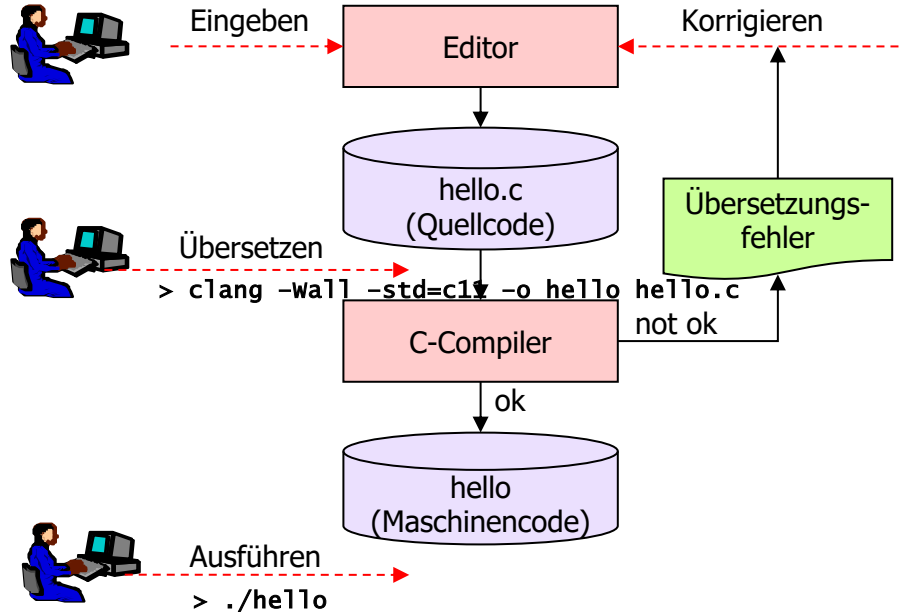 Eingeben
Editor
Korrigieren
hello.c
(Quellcode)
Übersetzungs-
fehler
Übersetzen
> clang –Wall –std=c11 –o hello hello.c
C-Compiler
not ok
ok
hello
(Maschinencode)
Ausführen
> ./hello